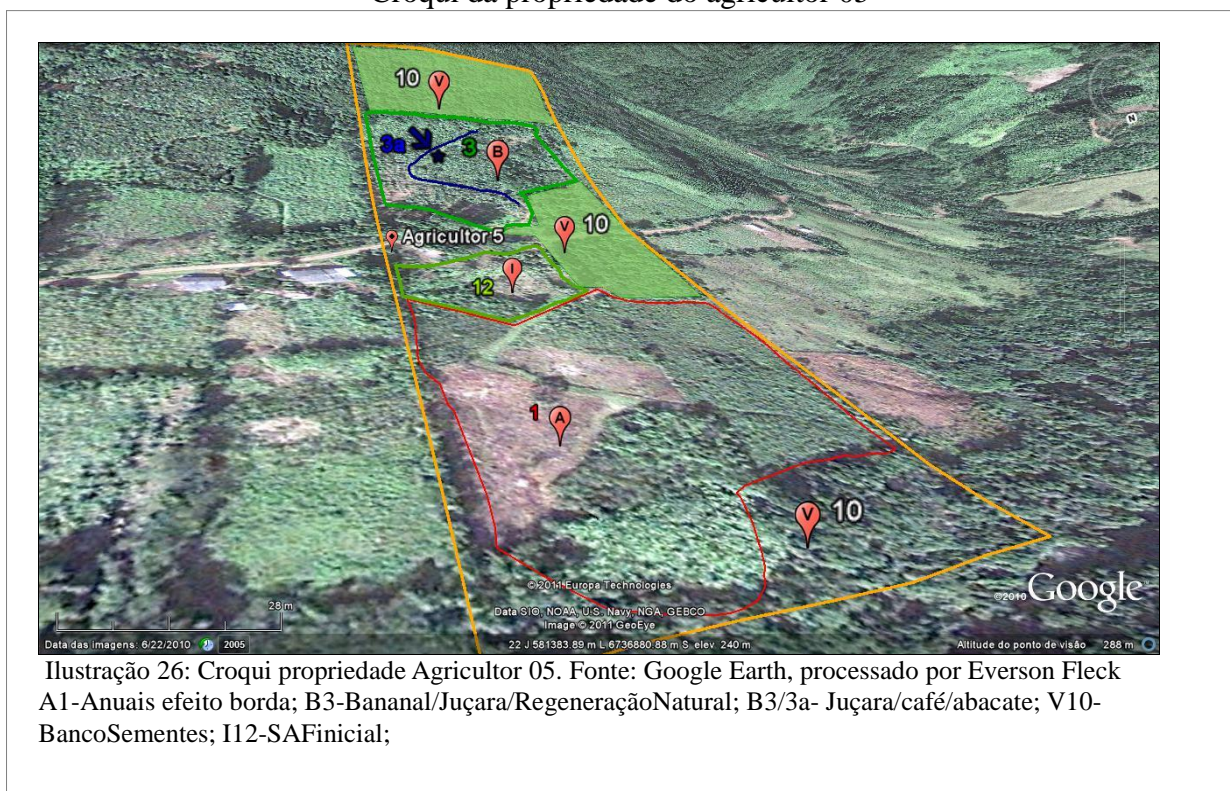 Croqui da propriedade do agricultor 05
10 V
3a 3 B
V 10
Agricultor 5
I
12
1 A
V 10
N
© 2011 Europa Technologies
Data SIO, NOAA, U.S. Navy, NGA, GEBCO
Image © 2011 GeoEye
©2010 Google
28 m
Data das imagens: 6/22/2010 2005
22 J 581383.89 m L 6736880.88 m S elev 240 m
Altitude do ponto de visão 288 m
Ilustração 26: Croqui propriedade Agricultor 05. Fonte: Google Earth, processado por Everson Fleck
A1-Anuais efeito borda; B3-Bananal/Juçara/RegeneraçãoNatural; B3/3a- Juçara/café/abacate; V10-
BancoSementes; I12-SAFinicial;